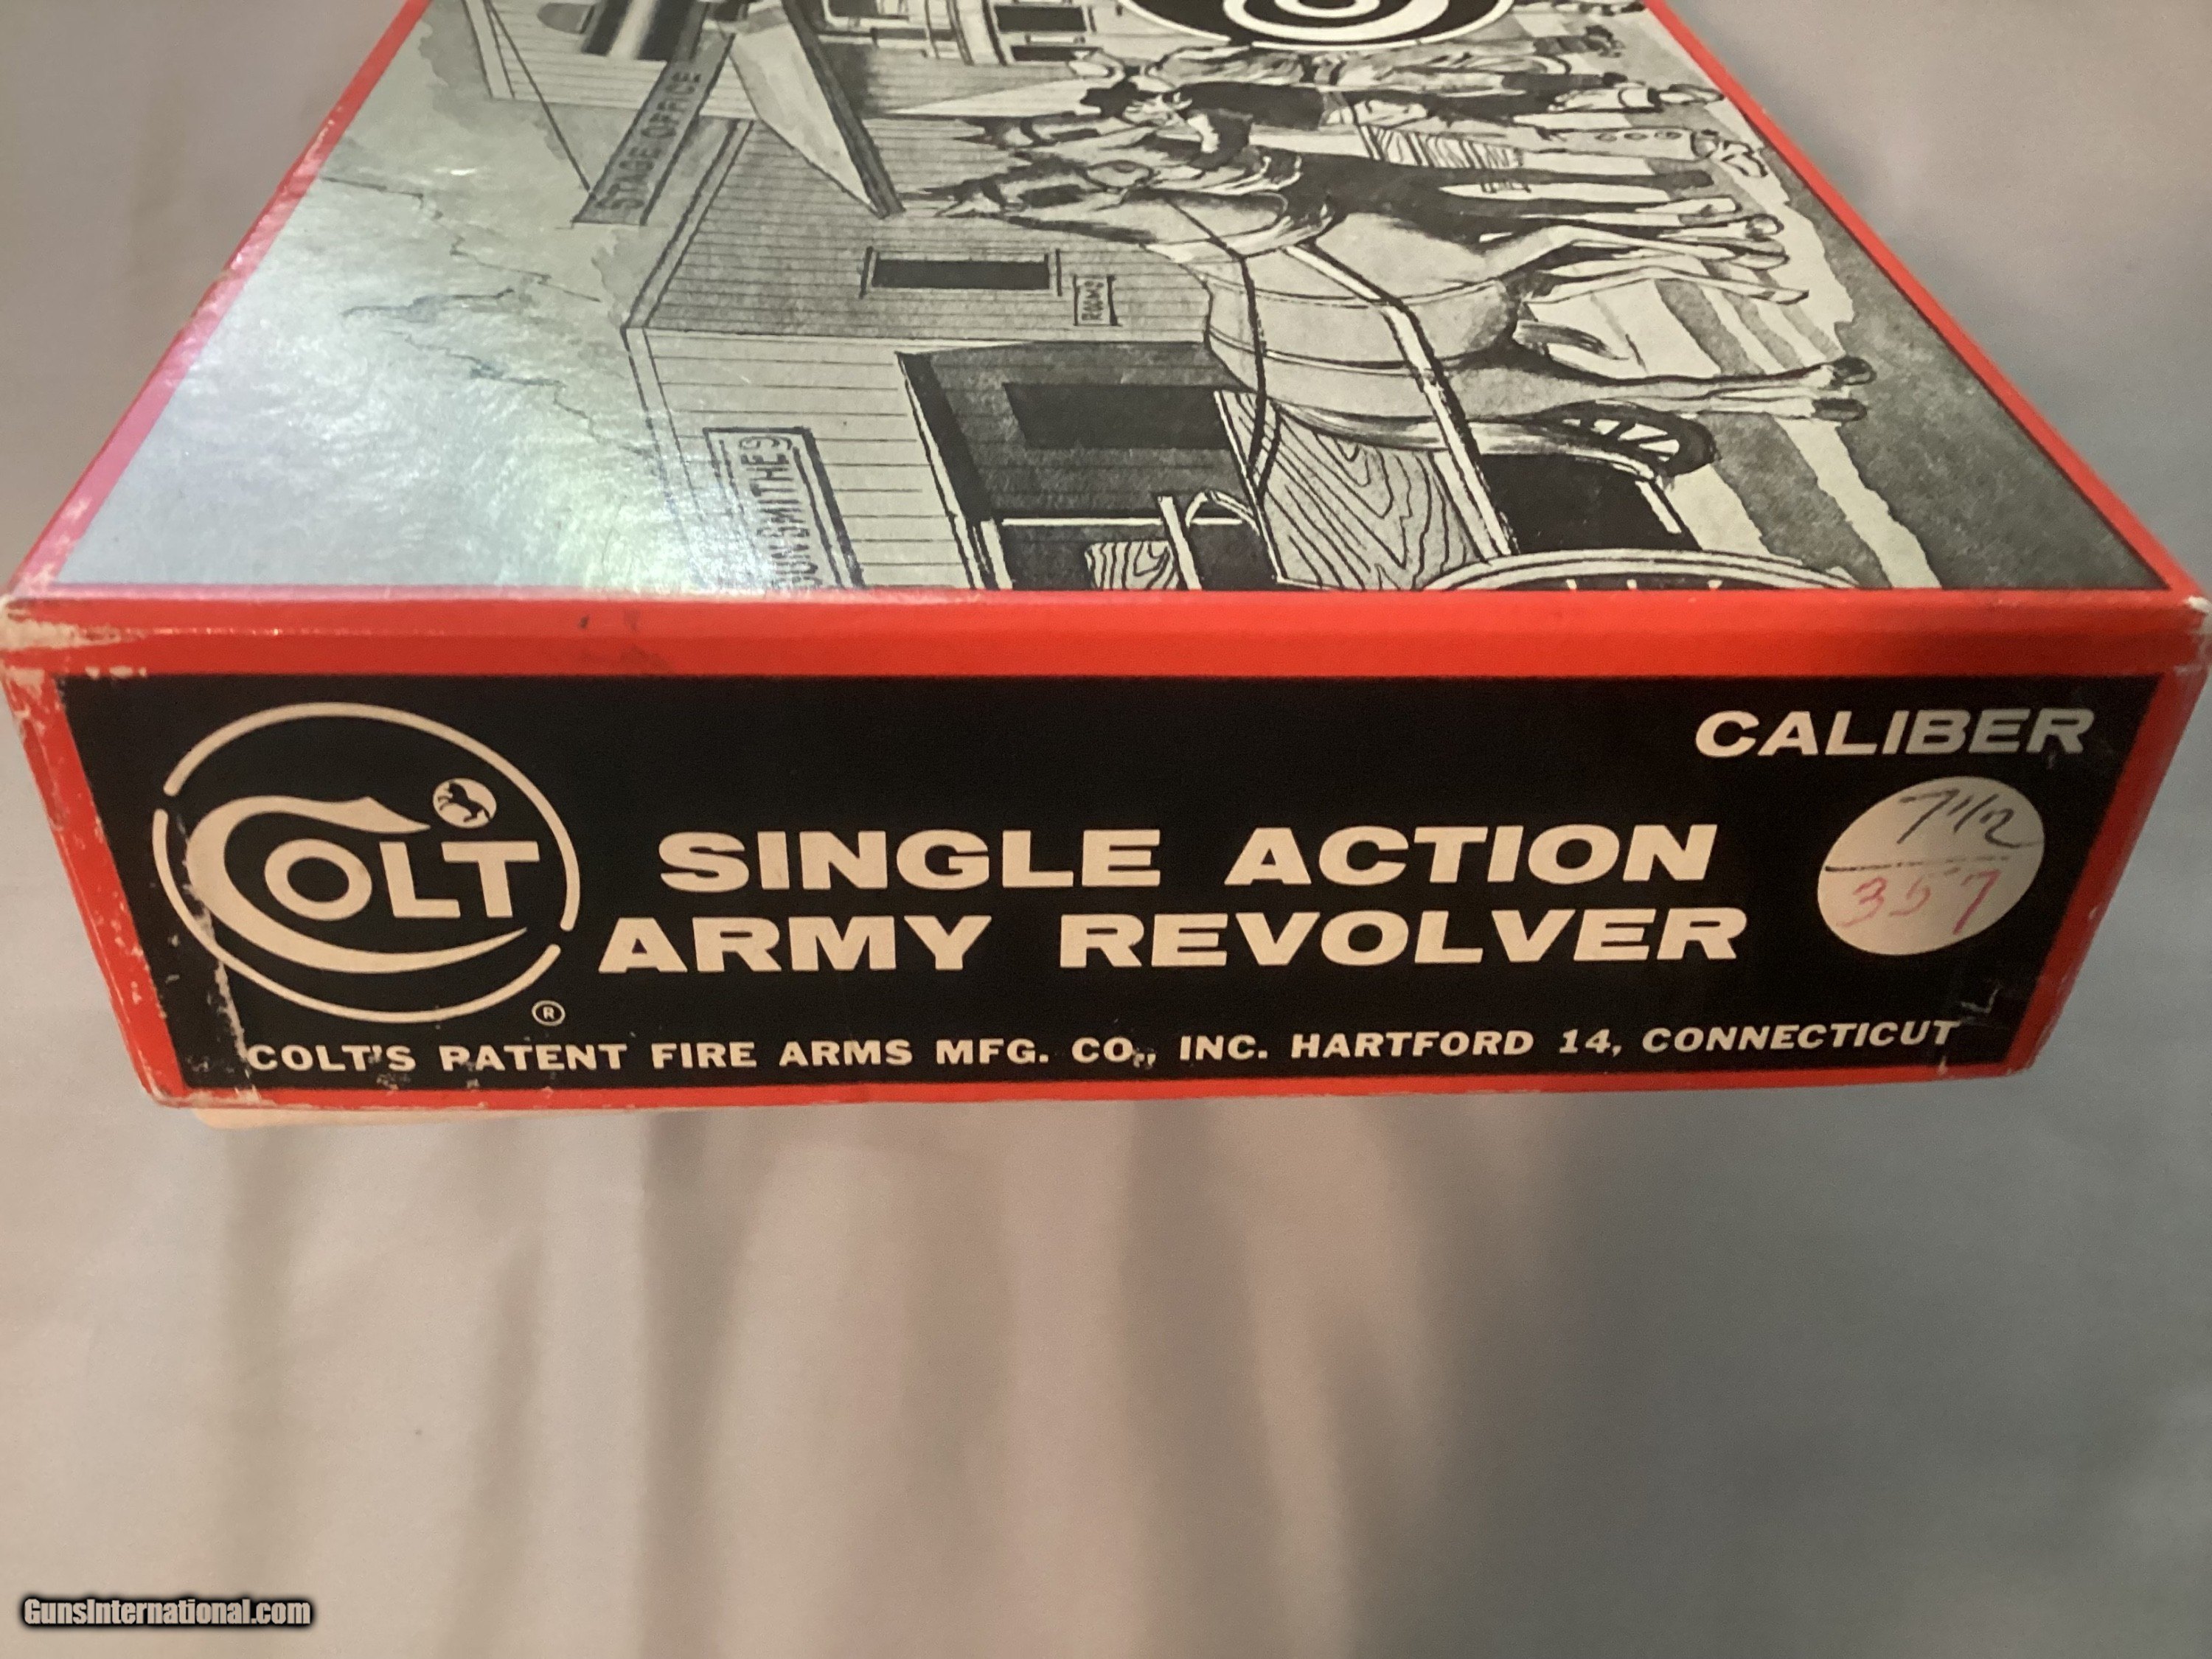 STAGE OFFICE
ROOMS
GUNSMITHES
CALIBER
COLT
SINGLE ACTION
ARMY REVOLVER
7 1/2
357
®
COLT'S PATENT FIRE ARMS MFG. CO., INC. HARTFORD 14, CONNECTICUT
GunsInternational.com